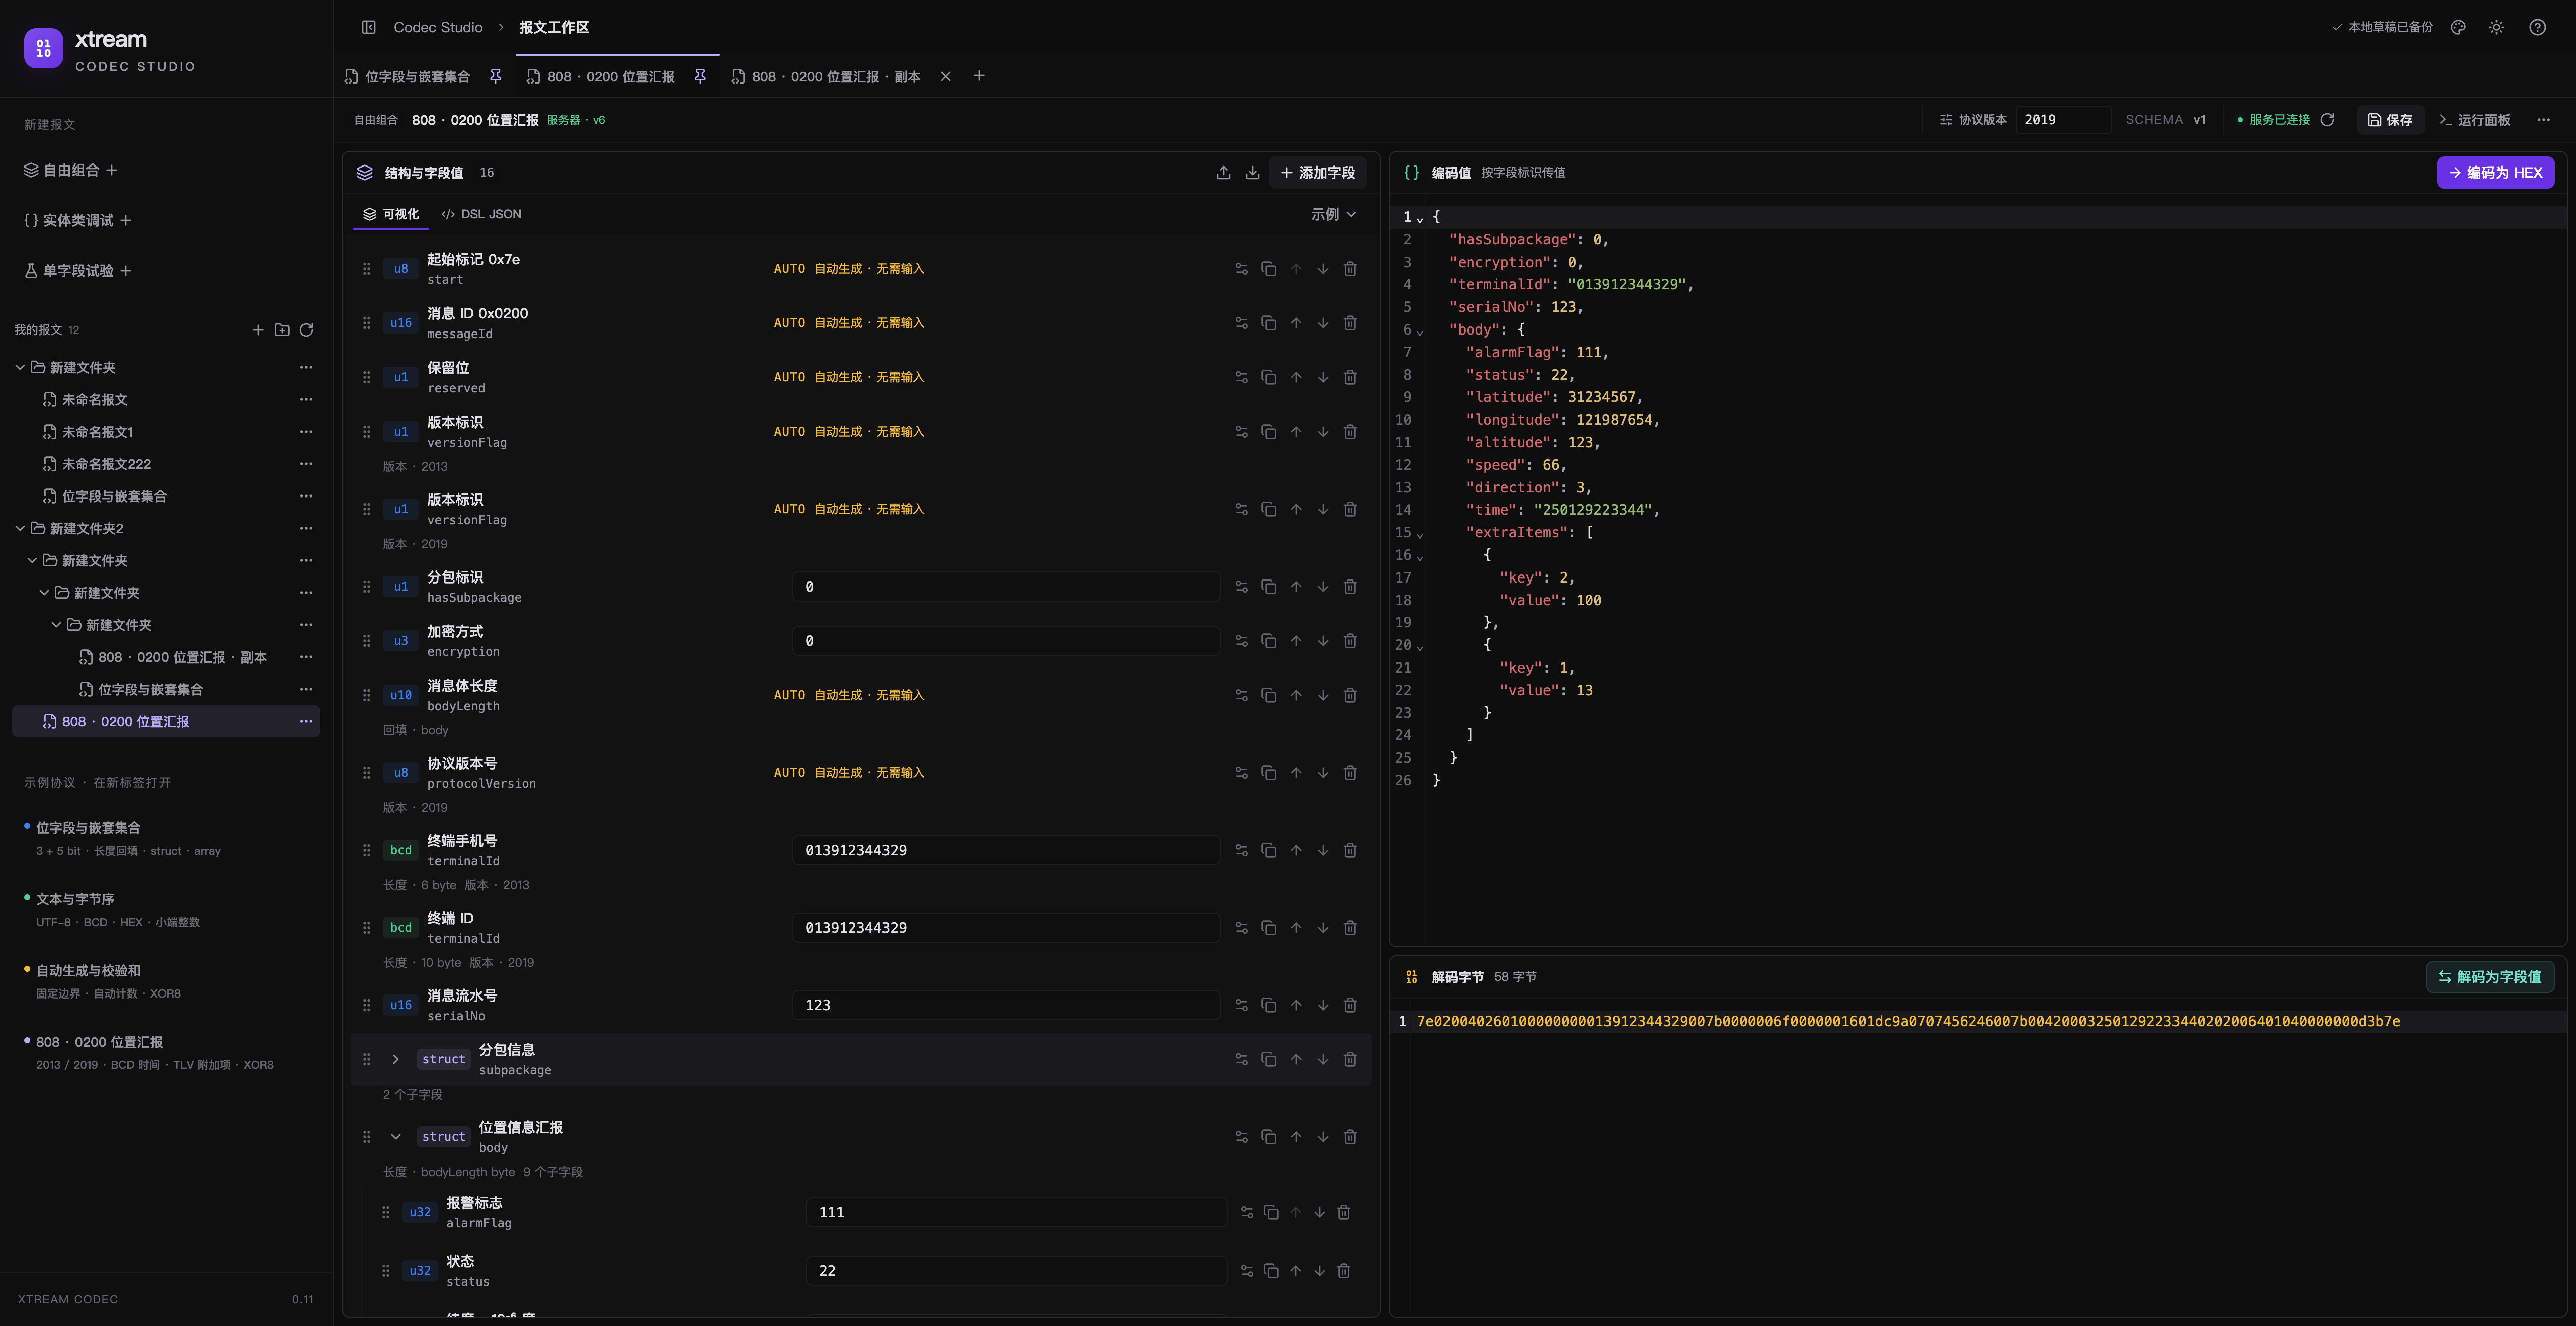 xtream
CODEC STUDIO
新建报文
自由组合
实体类调试
单字段试验
我的报文 12
新建文件夹
未命名报文
未命名报文1
未命名报文222
位字段与嵌套集合
新建文件夹2
新建文件夹
新建文件夹
新建文件夹
808 · 0200 位置汇报 · 副本
位字段与嵌套集合
808 · 0200 位置汇报
示例协议 · 在新标签打开
位字段与嵌套集合
3 + 5 bit · 长度回填 · struct · array
文本与字节序
UTF-8 · BCD · HEX · 小端整数
自动生成与校验和
固定边界 · 自动计数 · XOR8
808 · 0200 位置汇报
2013 / 2019 · BCD 时间 · TLV 附加项 · XOR8
XTREAM CODEC 0.11
Codec Studio > 报文工作区
本地草稿已备份
位字段与嵌套集合 808 · 0200 位置汇报 808 · 0200 位置汇报 · 副本
自由组合 808 · 0200 位置汇报 服务器 · v6
协议版本 2019 SCHEMA v1 服务已连接 保存 运行面板
结构与字段值 16 添加字段
可视化 DSL JSON 示例
u8 起始标记 0x7e AUTO 自动生成 · 无需输入
start
u16 消息 ID 0x0200 AUTO 自动生成 · 无需输入
messageId
u1 保留位 AUTO 自动生成 · 无需输入
reserved
u1 版本标识 AUTO 自动生成 · 无需输入
versionFlag
版本 · 2013
u1 版本标识 AUTO 自动生成 · 无需输入
versionFlag
版本 · 2019
u1 分包标识 0
hasSubpackage
u3 加密方式 0
encryption
u10 消息体长度 AUTO 自动生成 · 无需输入
bodyLength
回填 · body
u8 协议版本号 AUTO 自动生成 · 无需输入
protocolVersion
版本 · 2019
bcd 终端手机号 013912344329
terminalId
长度 · 6 byte 版本 · 2013
bcd 终端 ID 013912344329
terminalId
长度 · 10 byte 版本 · 2019
u16 消息流水号 123
serialNo
struct 分包信息
subpackage
2 个子字段
struct 位置信息汇报
body
长度 · bodyLength byte 9 个子字段
u32 报警标志 111
alarmFlag
u32 状态 22
status
{} 编码值 按字段标识传值 编码为 HEX
1 {
2 "hasSubpackage": 0,
3 "encryption": 0,
4 "terminalId": "013912344329",
5 "serialNo": 123,
6 "body": {
7 "alarmFlag": 111,
8 "status": 22,
9 "latitude": 31234567,
10 "longitude": 121987654,
11 "altitude": 123,
12 "speed": 66,
13 "direction": 3,
14 "time": "250129223344",
15 "extraItems": [
16 {
17 "key": 2,
18 "value": 100
19 },
20 {
21 "key": 1,
22 "value": 13
23 }
24 ]
25 }
26 }
解码字节 58 字节 解码为字段值
1 7e02004026010000000000139123443290​07b0000006f0000001601dc9a0707456246007b0042000325012922334402020064010400​00000d3b7e